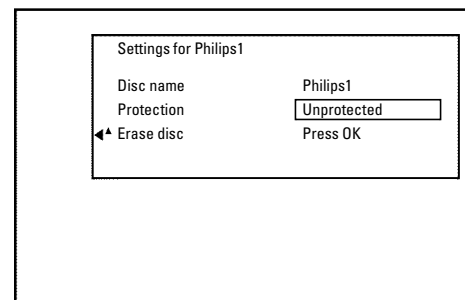 Settings for Philips1
Disc name Philips1
Protection Unprotected
Erase disc Press OK